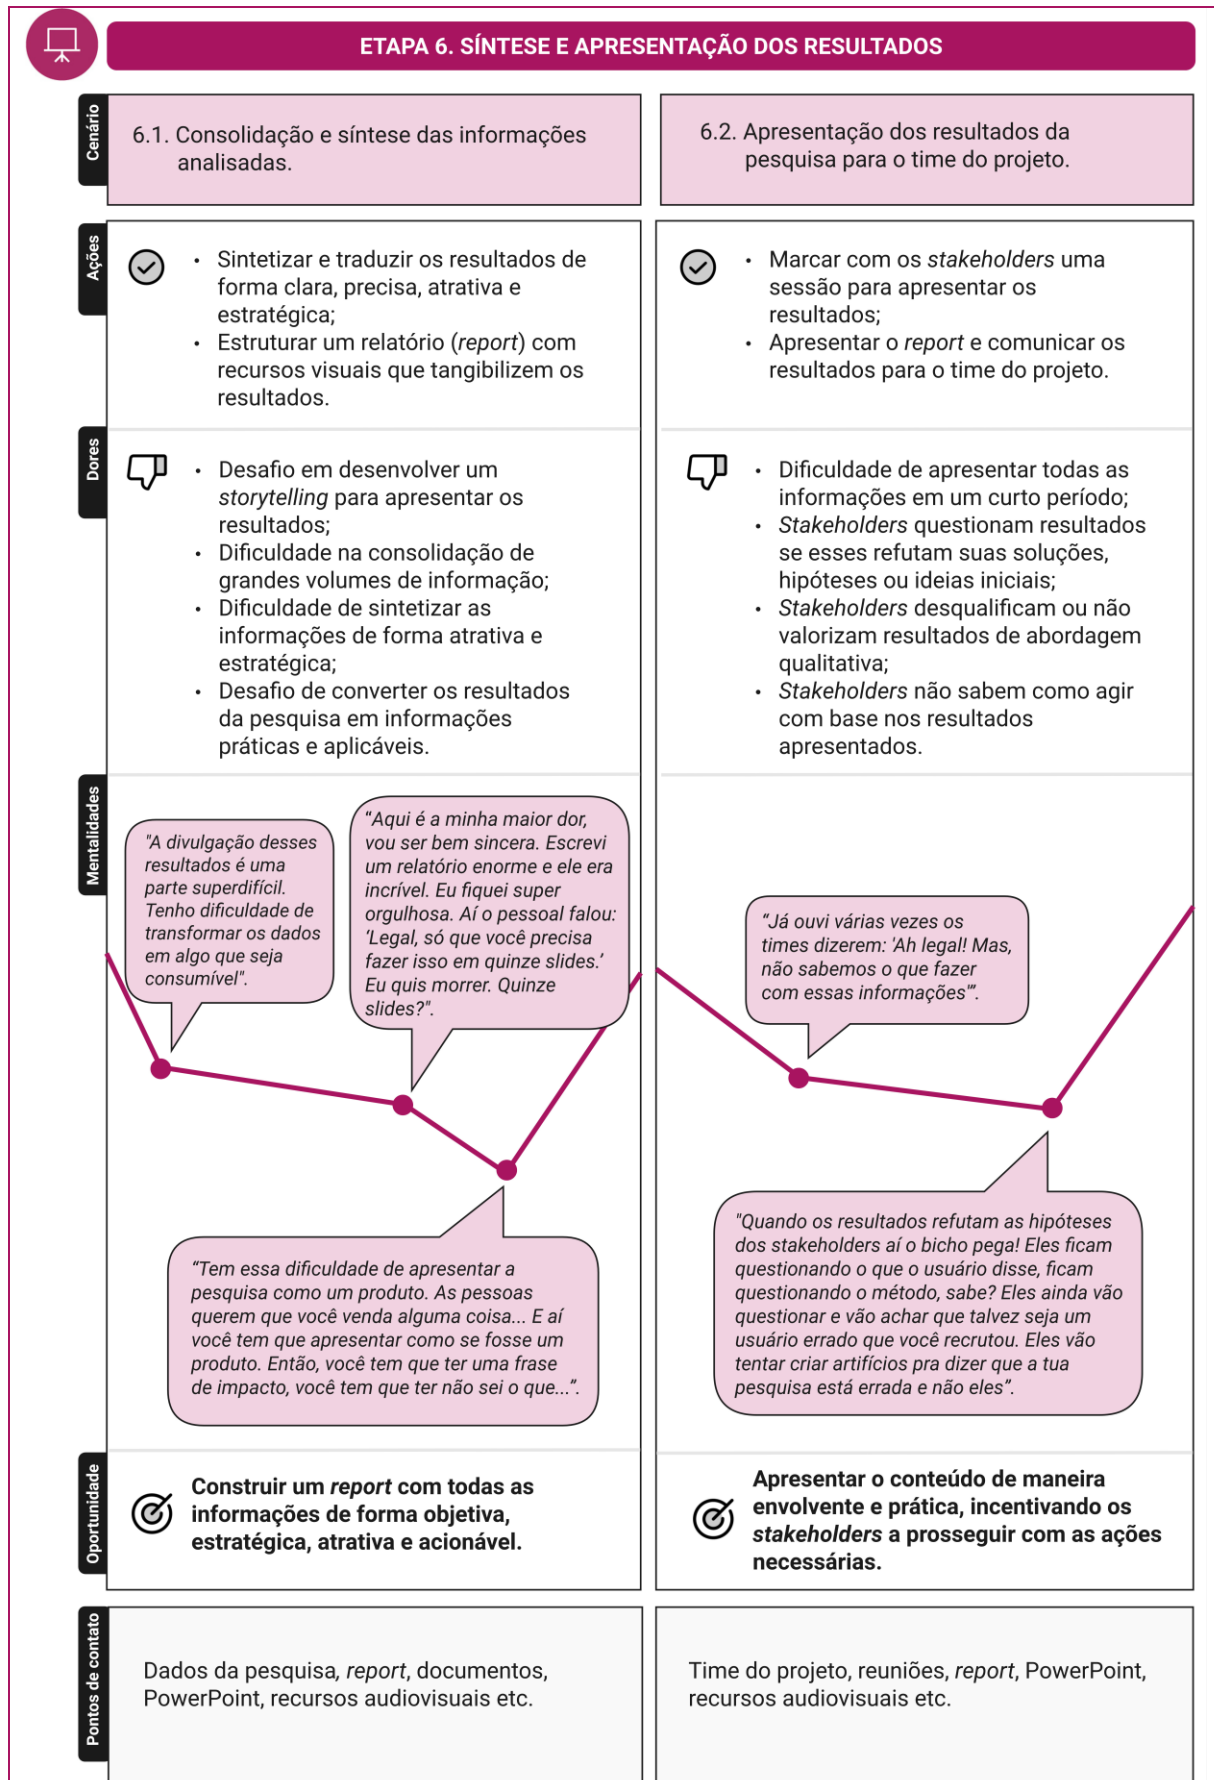 ETAPA 6. SÍNTESE E APRESENTAÇÃO DOS RESULTADOS
Cenário
6.1. Consolidação e síntese das informações
analisadas.
6.2. Apresentação dos resultados da
pesquisa para o time do projeto.
Ações
• Sintetizar e traduzir os resultados de
forma clara, precisa, atrativa e
estratégica;
• Estruturar um relatório (report) com
recursos visuais que tangibilizem os
resultados.
• Marcar com os stakeholders uma
sessão para apresentar os
resultados;
• Apresentar o report e comunicar os
resultados para o time do projeto.
Dores
• Desafio em desenvolver um
storytelling para apresentar os
resultados;
• Dificuldade na consolidação de
grandes volumes de informação;
• Dificuldade de sintetizar as
informações de forma atrativa e
estratégica;
• Desafio de converter os resultados
da pesquisa em informações
práticas e aplicáveis.
• Dificuldade de apresentar todas as
informações em um curto período;
• Stakeholders questionam resultados
se esses refutam suas soluções,
hipóteses ou ideias iniciais;
• Stakeholders desqualificam ou não
valorizam resultados de abordagem
qualitativa;
• Stakeholders não sabem como agir
com base nos resultados
apresentados.
Mentalidades
"A divulgação desses
resultados é uma
parte superdifícil.
Tenho dificuldade de
transformar os dados
em algo que seja
consumível".
“Aqui é a minha maior dor,
vou ser bem sincera. Escrevi
um relatório enorme e ele era
incrível. Eu fiquei super
orgulhosa. Aí o pessoal falou:
‘Legal, só que você precisa
fazer isso em quinze slides.’
Eu quis morrer. Quinze
slides?".
“Tem essa dificuldade de apresentar a
pesquisa como um produto. As pessoas
querem que você venda alguma coisa... E aí
você tem que apresentar como se fosse um
produto. Então, você tem que ter uma frase
de impacto, você tem que ter não sei o que...”.
“Já ouvi várias vezes os
times dizerem: 'Ah legal! Mas,
não sabemos o que fazer
com essas informações'”.
"Quando os resultados refutam as hipóteses
dos stakeholders aí o bicho pega! Eles ficam
questionando o que o usuário disse, ficam
questionando o método, sabe? Eles ainda vão
questionar e vão achar que talvez seja um
usuário errado que você recrutou. Eles vão
tentar criar artifícios pra dizer que a tua
pesquisa está errada e não eles”.
Oportunidade
Construir um report com todas as
informações de forma objetiva,
estratégica, atrativa e acionável.
Apresentar o conteúdo de maneira
envolvente e prática, incentivando os
stakeholders a prosseguir com as ações
necessárias.
Pontos de contato
Dados da pesquisa, report, documentos,
PowerPoint, recursos audiovisuais etc.
Time do projeto, reuniões, report, PowerPoint,
recursos audiovisuais etc.